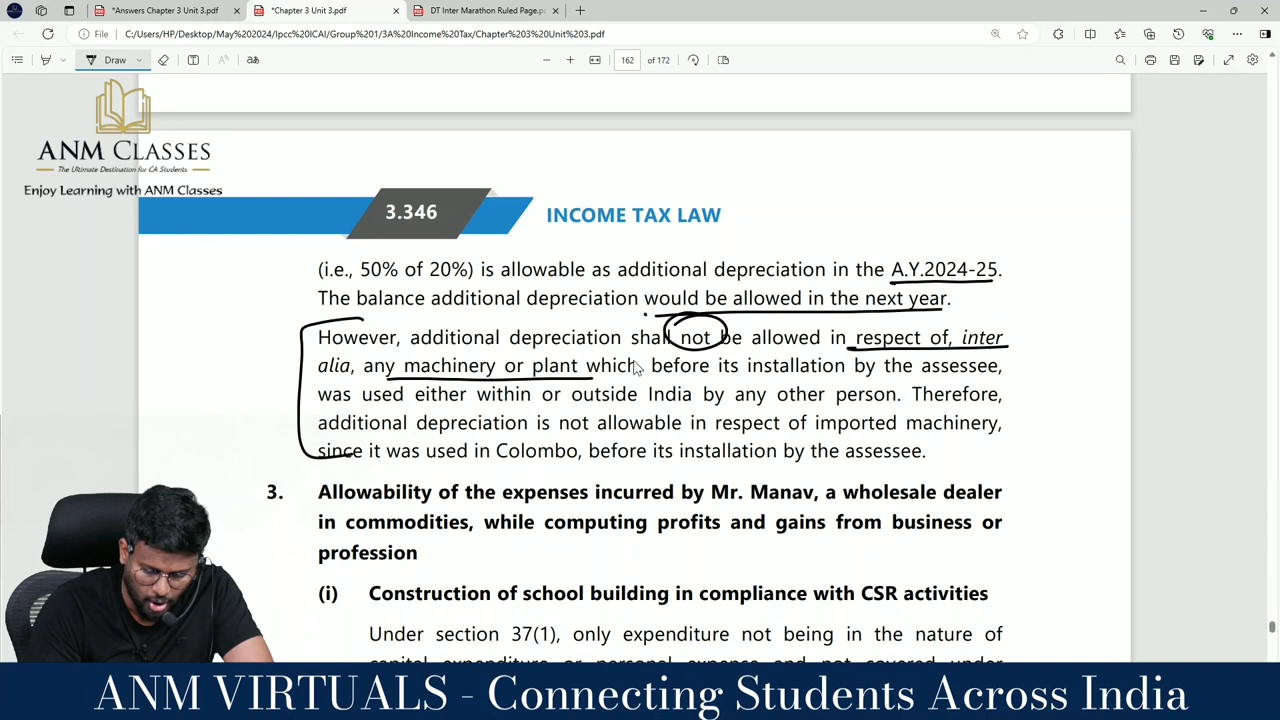 *Answers Chapter 3 Unit 3.pdf
*Chapter 3 Unit 3.pdf
DT Inter Marathon Ruled Page.p
File
C:/Users/HP/Desktop/May%202024/Ipcc%20ICAI/Group%201/3A%20Income%20Tax/Chapter%203%20Unit%203.pdf
Draw
162 of 172
ANM CLASSES
The Ultimate Destination for CA Students
Enjoy Learning with ANM Classes
3.346
INCOME TAX LAW
(i.e., 50% of 20%) is allowable as additional depreciation in the A.Y.2024-25.
The balance additional depreciation would be allowed in the next year.
However, additional depreciation shall not be allowed in respect of, inter
alia, any machinery or plant which before its installation by the assessee,
was used either within or outside India by any other person. Therefore,
additional depreciation is not allowable in respect of imported machinery,
since it was used in Colombo, before its installation by the assessee.
3. Allowability of the expenses incurred by Mr. Manav, a wholesale dealer
in commodities, while computing profits and gains from business or
profession
(i) Construction of school building in compliance with CSR activities
Under section 37(1), only expenditure not being in the nature of
capital expenditure or personal expense and not covered under
ANM VIRTUALS - Connecting Students Across India